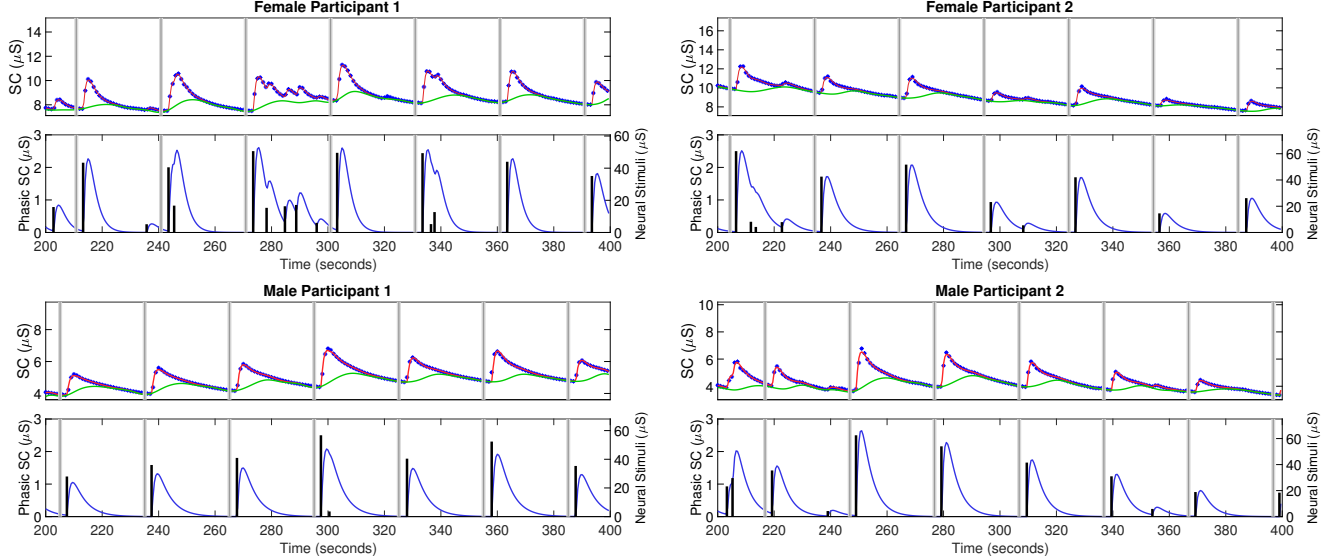 Female Participant 1
SC (μS)
14
12
10
8
Phasic SC (μS)
3
2
1
0
60
40
20
0
Neural Stimuli (μS)
200 220 240 260 280 300 320 340 360 380 400
Time (seconds)
Female Participant 2
SC (μS)
16
14
12
10
8
Phasic SC (μS)
3
2
1
0
60
40
20
0
Neural Stimuli (μS)
200 220 240 260 280 300 320 340 360 380 400
Time (seconds)
Male Participant 1
SC (μS)
8
6
4
Phasic SC (μS)
3
2
1
0
60
40
20
0
Neural Stimuli (μS)
200 220 240 260 280 300 320 340 360 380 400
Time (seconds)
Male Participant 2
SC (μS)
10
8
6
4
Phasic SC (μS)
3
2
1
0
60
40
20
0
Neural Stimuli (μS)
200 220 240 260 280 300 320 340 360 380 400
Time (seconds)